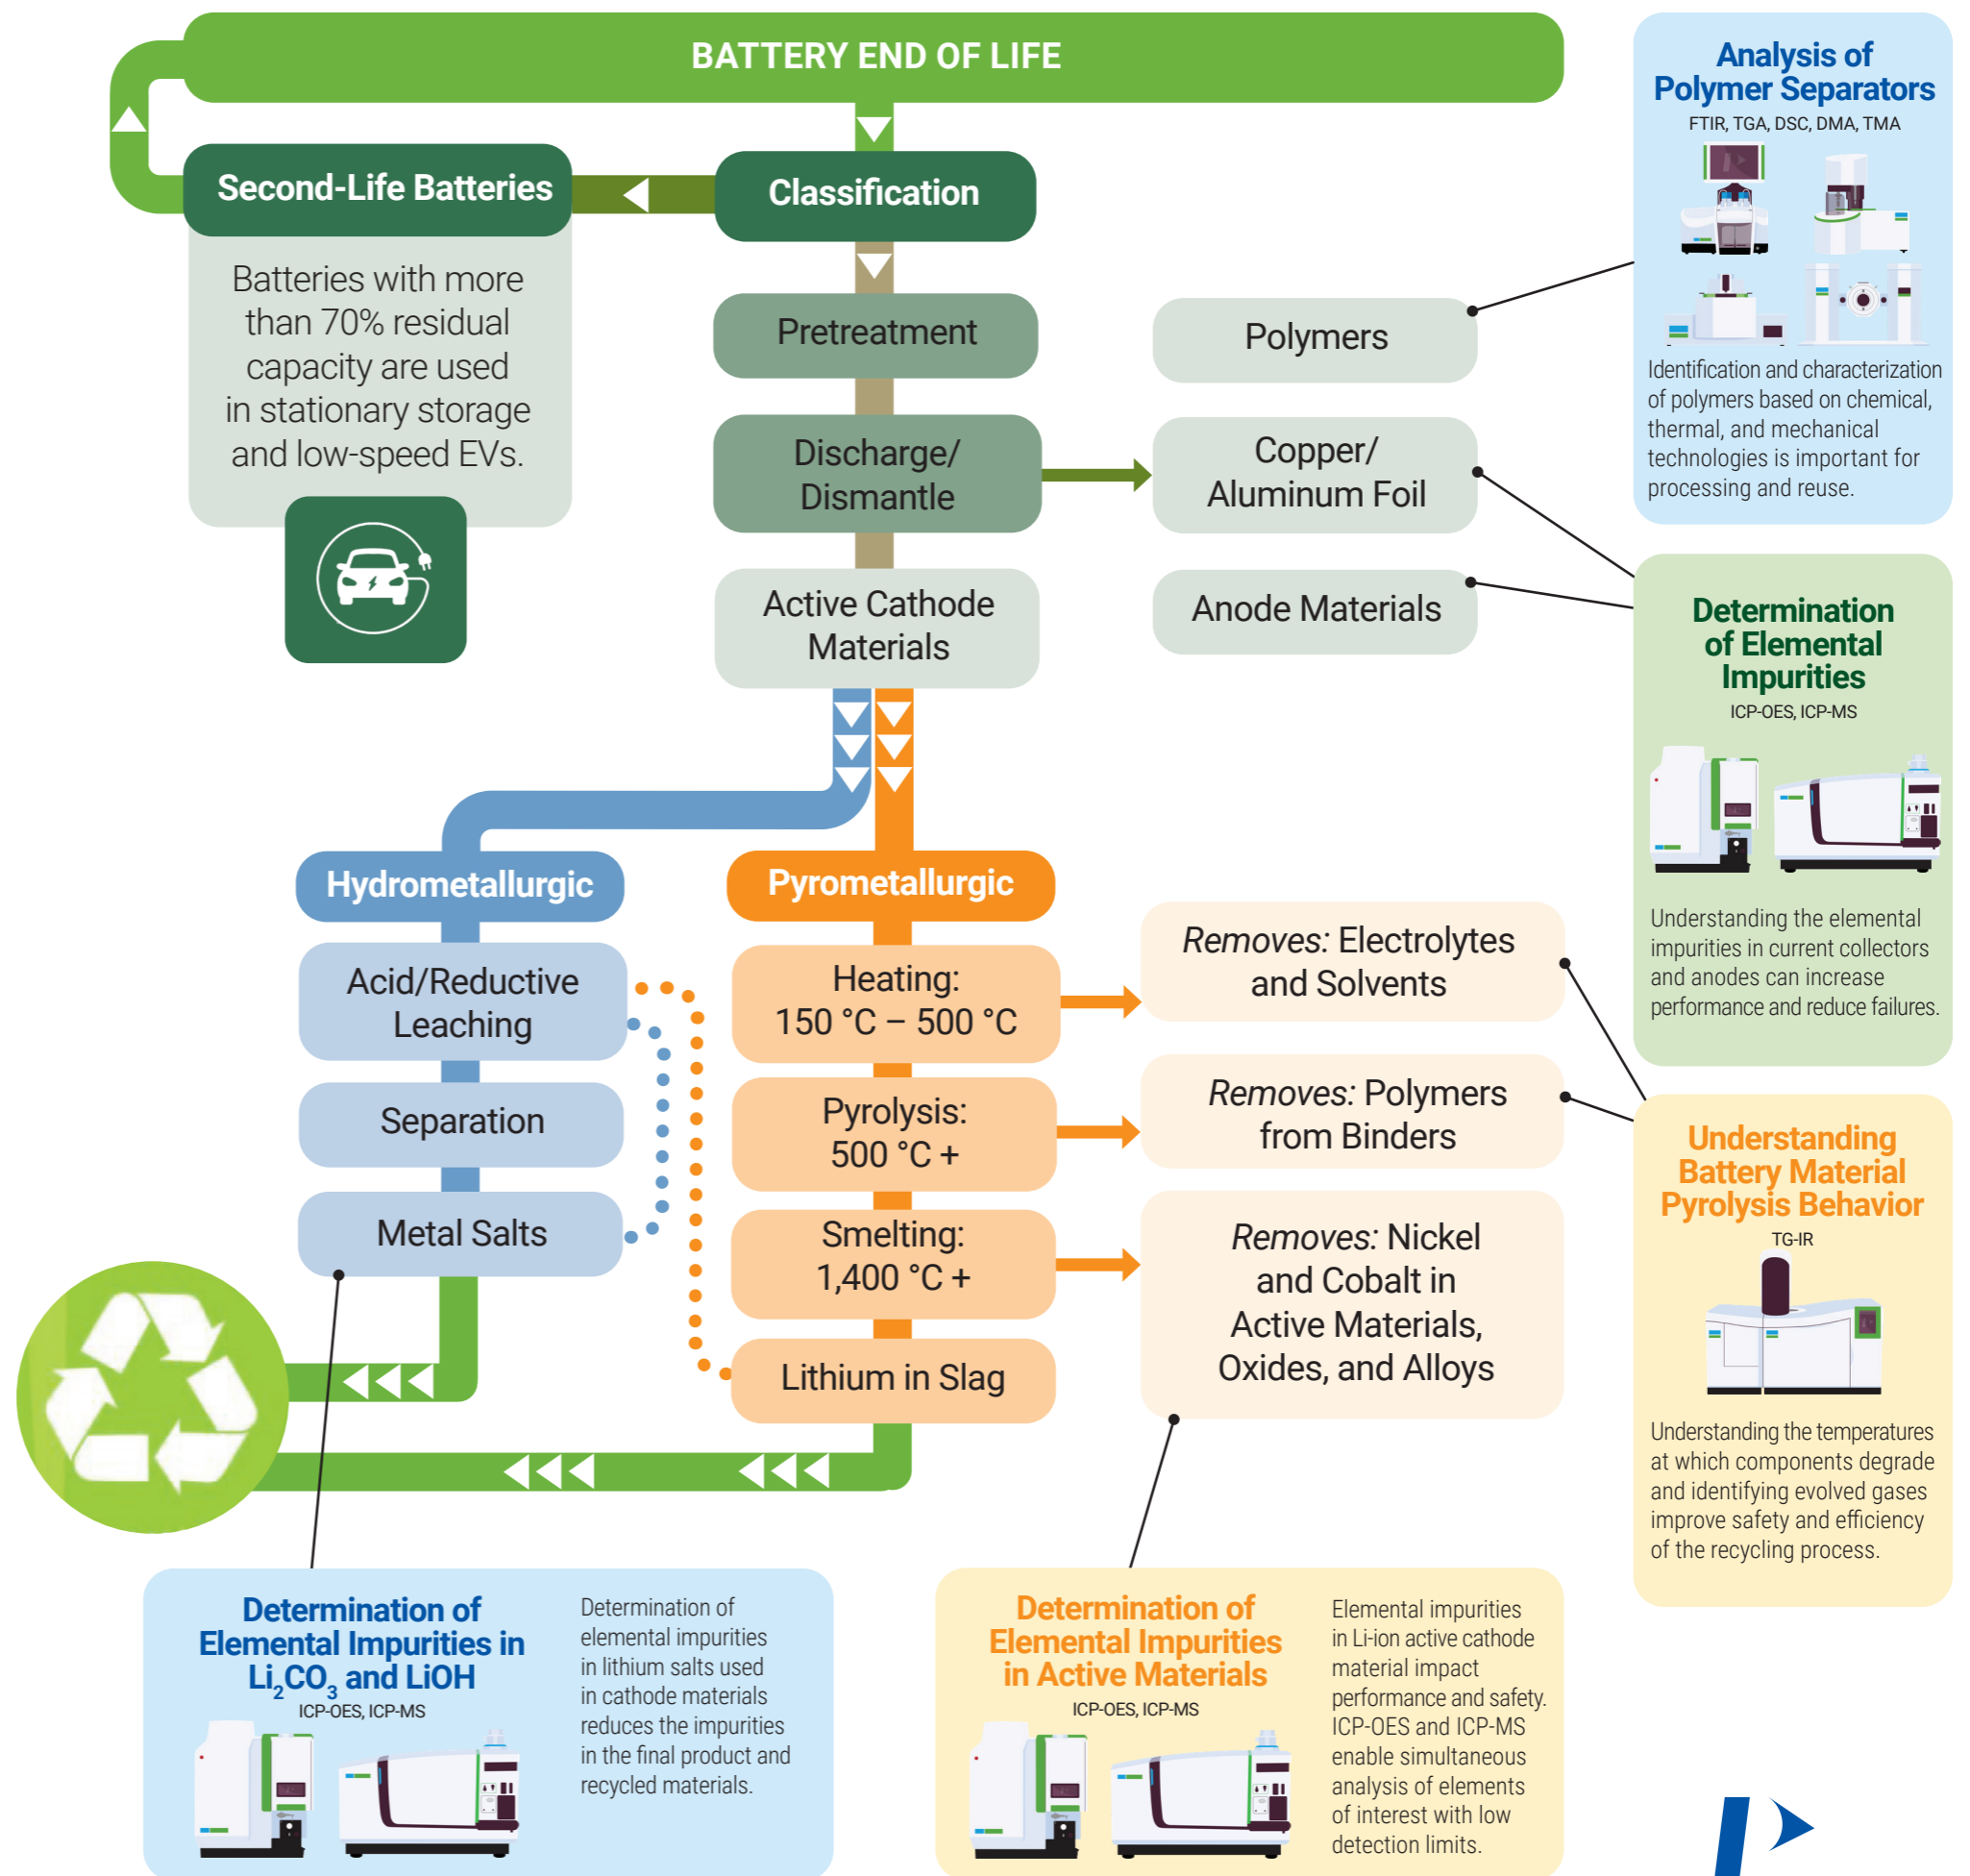 BATTERY END OF LIFE
Second-Life Batteries
Batteries with more
than 70% residual
capacity are used
in stationary storage
and low-speed EVs.
Classification
Pretreatment
Discharge/
Dismantle
Active Cathode
Materials
Polymers
Copper/
Aluminum Foil
Anode Materials
Analysis of
Polymer Separators
FTIR, TGA, DSC, DMA, TMA
Identification and characterization
of polymers based on chemical,
thermal, and mechanical
technologies is important for
processing and reuse.
Determination
of Elemental
Impurities
ICP-OES, ICP-MS
Understanding the elemental
impurities in current collectors
and anodes can increase
performance and reduce failures.
Hydrometallurgic
Acid/Reductive
Leaching
Separation
Metal Salts
Pyrometallurgic
Heating:
150 °C – 500 °C
Pyrolysis:
500 °C +
Smelting:
1,400 °C +
Lithium in Slag
Removes: Electrolytes
and Solvents
Removes: Polymers
from Binders
Removes: Nickel
and Cobalt in
Active Materials,
Oxides, and Alloys
Understanding
Battery Material
Pyrolysis Behavior
TG-IR
Understanding the temperatures
at which components degrade
and identifying evolved gases
improve safety and efficiency
of the recycling process.
Determination of
Elemental Impurities in
Li₂CO₃ and LiOH
ICP-OES, ICP-MS
Determination of
elemental impurities
in lithium salts used
in cathode materials
reduces the impurities
in the final product and
recycled materials.
Determination of
Elemental Impurities
in Active Materials
ICP-OES, ICP-MS
Elemental impurities
in Li-ion active cathode
material impact
performance and safety.
ICP-OES and ICP-MS
enable simultaneous
analysis of elements
of interest with low
detection limits.